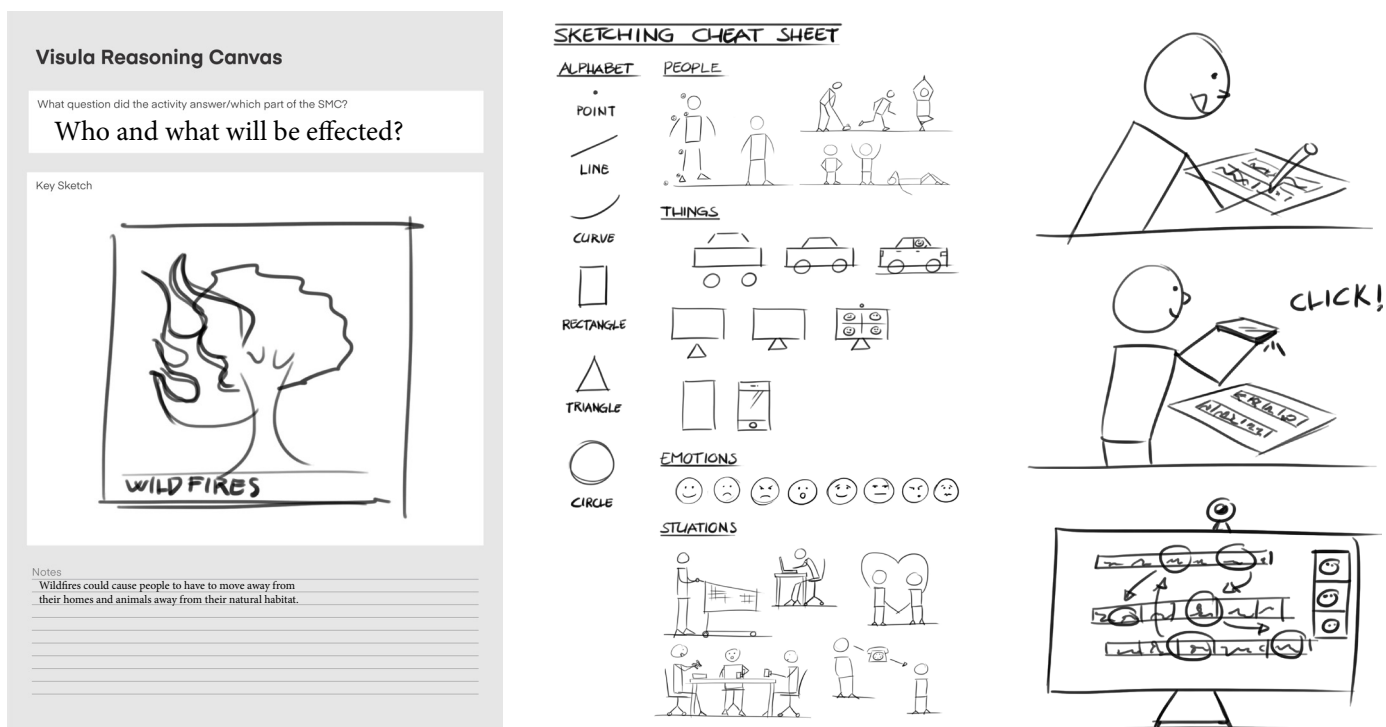 Visula Reasoning Canvas
What question did the activity answer/which part of the SMC?
Who and what will be effected?
Key Sketch
WILDFIRES
Notes
Wildfires could cause people to have to move away from
their homes and animals away from their natural habitat.
SKETCHING CHEAT SHEET
ALPHABET
POINT
LINE
CURVE
RECTANGLE
TRIANGLE
CIRCLE
PEOPLE
THINGS
EMOTIONS
STUATIONS
CLICK!